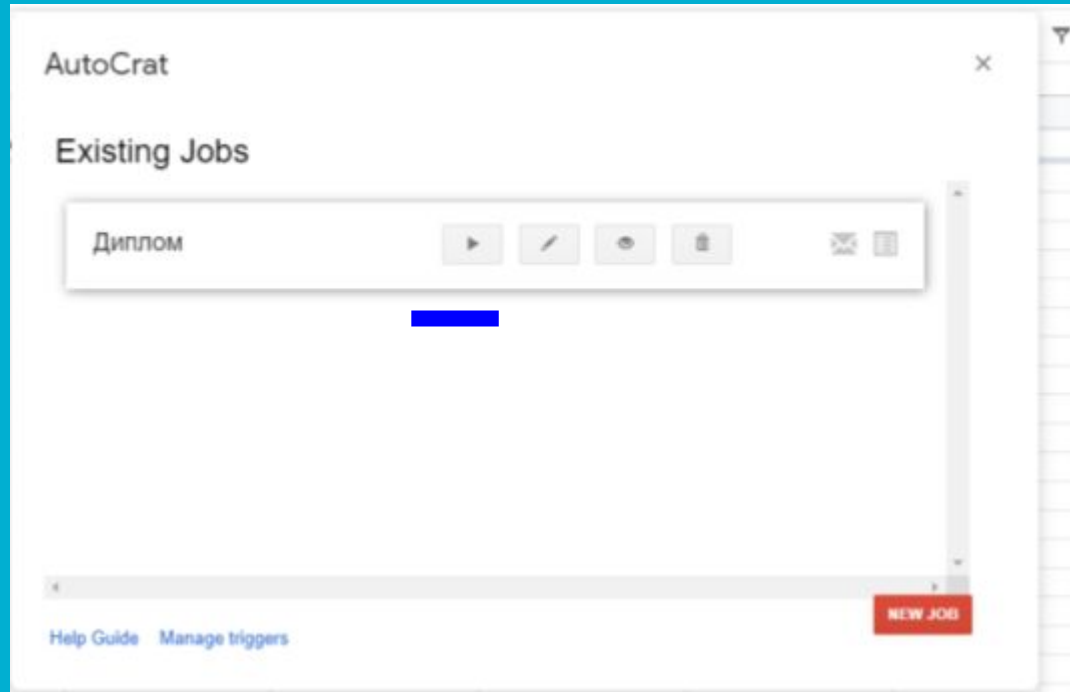 AutoCrat
Existing Jobs
Диплом
NEW JOB
Help Guide Manage triggers